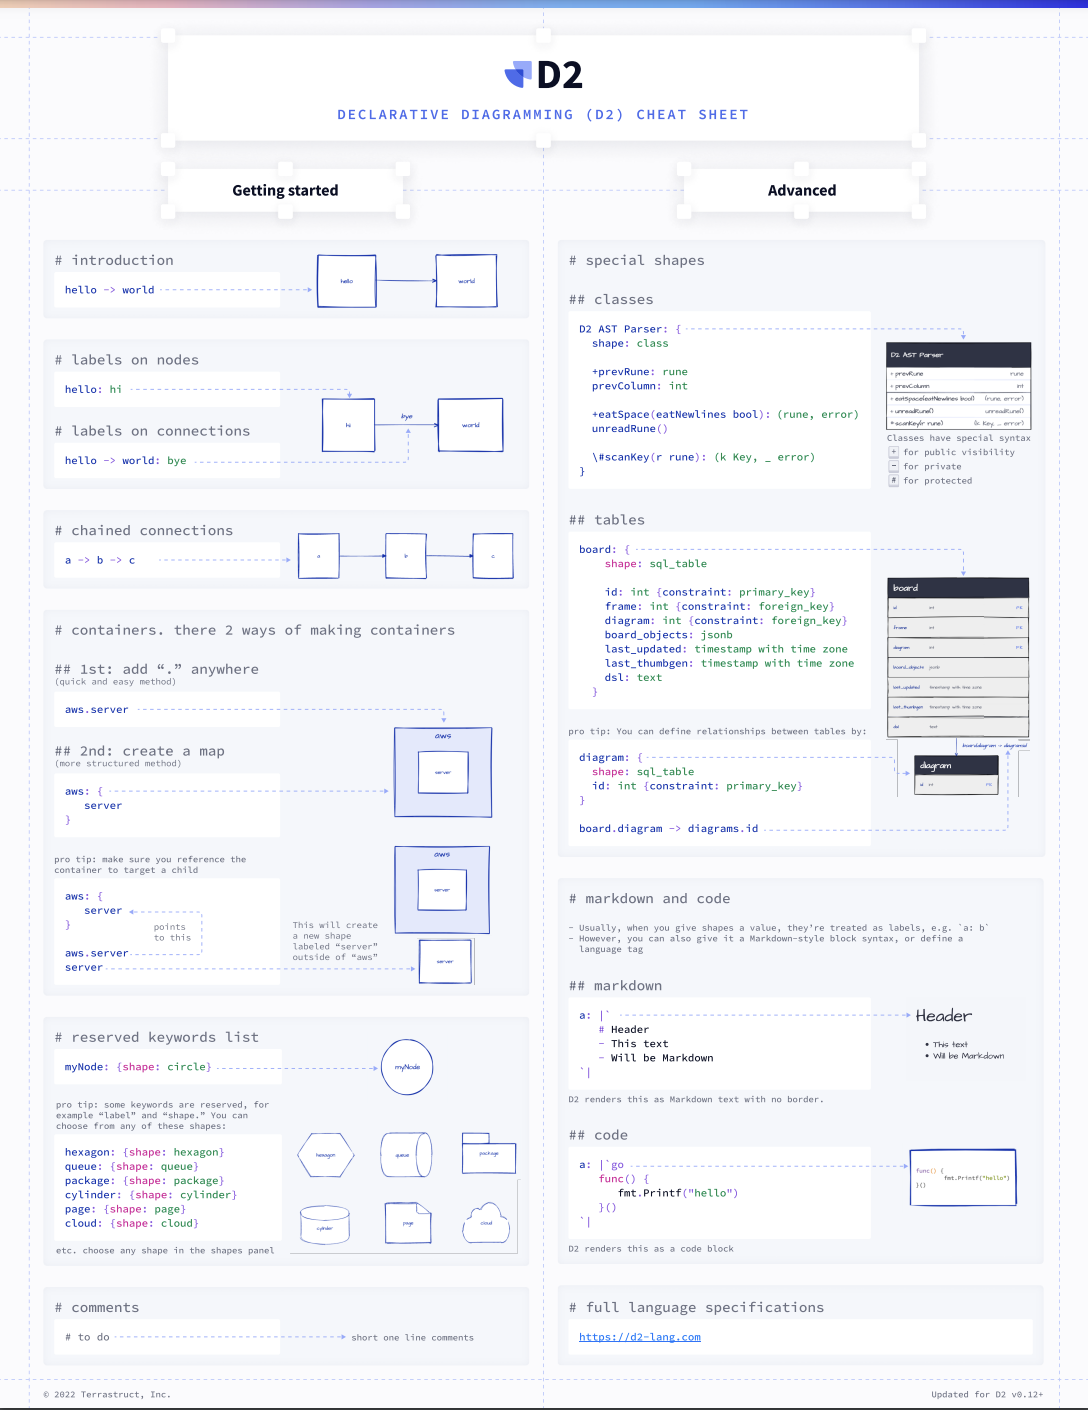 D2
DECLARATIVE DIAGRAMMING (D2) CHEAT SHEET
Getting started
# introduction
hello -> world
hello
world
# labels on nodes
hello: hi
# labels on connections
hello -> world: bye
hi
bye
world
# chained connections
a -> b -> c
a
b
c
# containers. there 2 ways of making containers
## 1st: add “.” anywhere
(quick and easy method)
aws.server
## 2nd: create a map
(more structured method)
aws: {
server
}
aws
server
pro tip: make sure you reference the
container to target a child
aws: {
server
}
points
to this
aws.server
server
This will create
a new shape
labeled “server”
outside of “aws”
aws
server
server
# reserved keywords list
myNode: {shape: circle}
myNode
pro tip: some keywords are reserved, for
example “label” and “shape.” You can
choose from any of these shapes:
hexagon: {shape: hexagon}
queue: {shape: queue}
package: {shape: package}
cylinder: {shape: cylinder}
page: {shape: page}
cloud: {shape: cloud}
hexagon
queue
package
cylinder
page
cloud
etc. choose any shape in the shapes panel
# comments
# to do
short one line comments
Advanced
# special shapes
## classes
D2 AST Parser: {
shape: class
+prevRune: rune
prevColumn: int
+eatSpace(eatNewlines bool): (rune, error)
unreadRune()
\#scanKey(r rune): (k Key, _ error)
}
D2 AST Parser
+ prevRune rune
+ prevColumn int
+ eatSpace(eatNewlines bool) (rune, error)
+ unreadRune() unreadRune()
# scanKey(r rune) (k Key, _ error)
Classes have special syntax
+ for public visibility
− for private
# for protected
## tables
board: {
shape: sql_table
id: int {constraint: primary_key}
frame: int {constraint: foreign_key}
diagram: int {constraint: foreign_key}
board_objects: jsonb
last_updated: timestamp with time zone
last_thumbgen: timestamp with time zone
dsl: text
}
board
id int PK
frame int FK
diagram int FK
board_objects jsonb
last_updated timestamp with time zone
last_thumbgen timestamp with time zone
dsl text
pro tip: You can define relationships between tables by:
diagram: {
shape: sql_table
id: int {constraint: primary_key}
}
board.diagram -> diagrams.id
diagram
id int PK
# markdown and code
- Usually, when you give shapes a value, they're treated as labels, e.g. `a: b`
- However, you can also give it a Markdown-style block syntax, or define a
language tag
## markdown
a: |`
# Header
- This text
- Will be Markdown
`|
Header
• This text
• Will be Markdown
D2 renders this as Markdown text with no border.
## code
a: |`go
func() {
fmt.Printf("hello")
}()
`|
func() {
fmt.Printf("hello")
}()
D2 renders this as a code block
# full language specifications
https://d2-lang.com
© 2022 Terrastruct, Inc.
Updated for D2 v0.12+